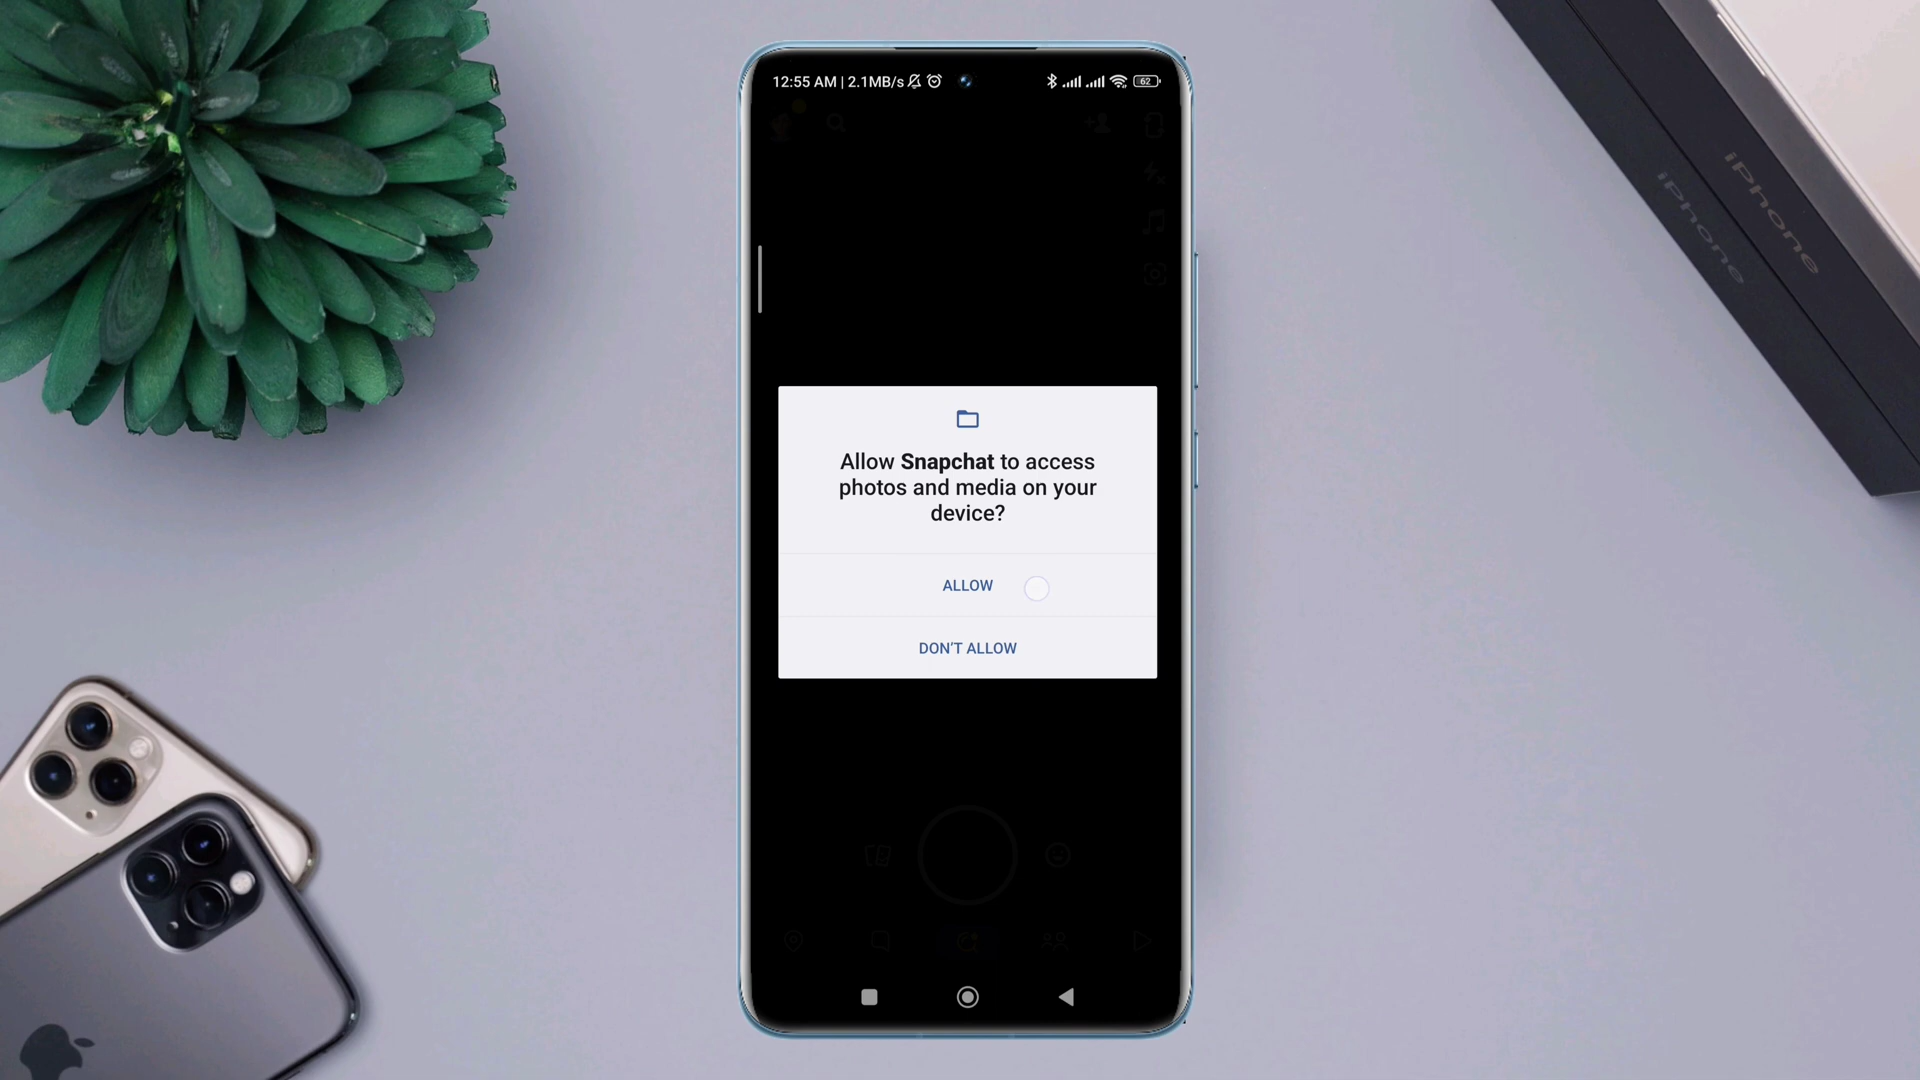 12:55 AM | 2.1MB/s
62
Allow Snapchat to access
photos and media on your
device?
ALLOW
DON'T ALLOW
iPhone
iPhone